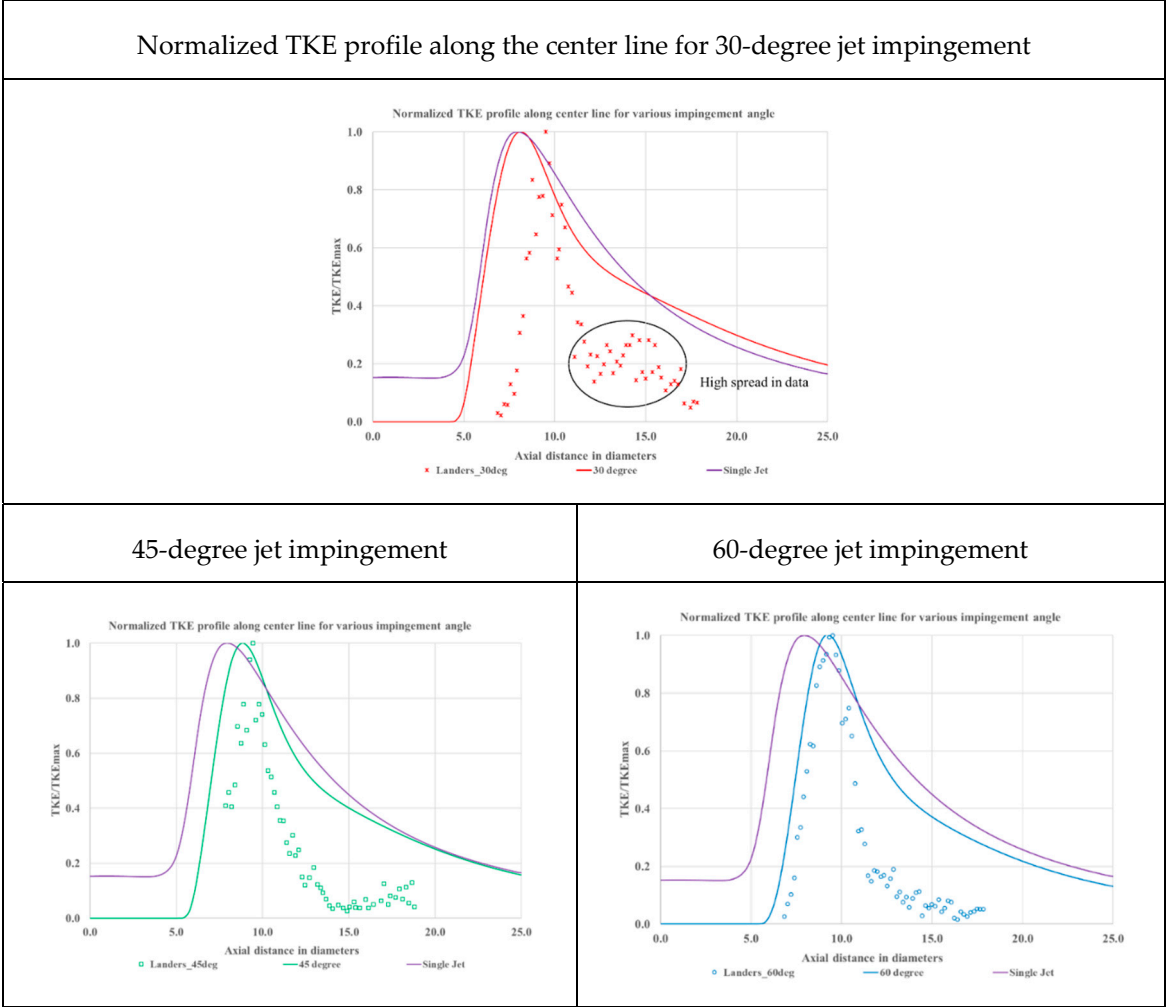 Normalized TKE profile along the center line for 30-degree jet impingement
Normalized TKE profile along center line for various impingement angle
1.0
0.8
0.6
0.4
0.2
0.0
TKE/TKEmax
High spread in data
0.0 5.0 10.0 15.0 20.0 25.0
Axial distance in diameters
Landers_30deg 30 degree Single Jet
45-degree jet impingement
Normalized TKE profile along center line for various impingement angle
1.0
0.8
0.6
0.4
0.2
0.0
TKE/TKEmax
0.0 5.0 10.0 15.0 20.0 25.0
Axial distance in diameters
Landers_45deg 45 degree Single Jet
60-degree jet impingement
Normalized TKE profile along center line for various impingement angle
1.0
0.8
0.6
0.4
0.2
0.0
TKE/TKEmax
0.0 5.0 10.0 15.0 20.0 25.0
Axial distance in diameters
Landers_60deg 60 degree Single Jet